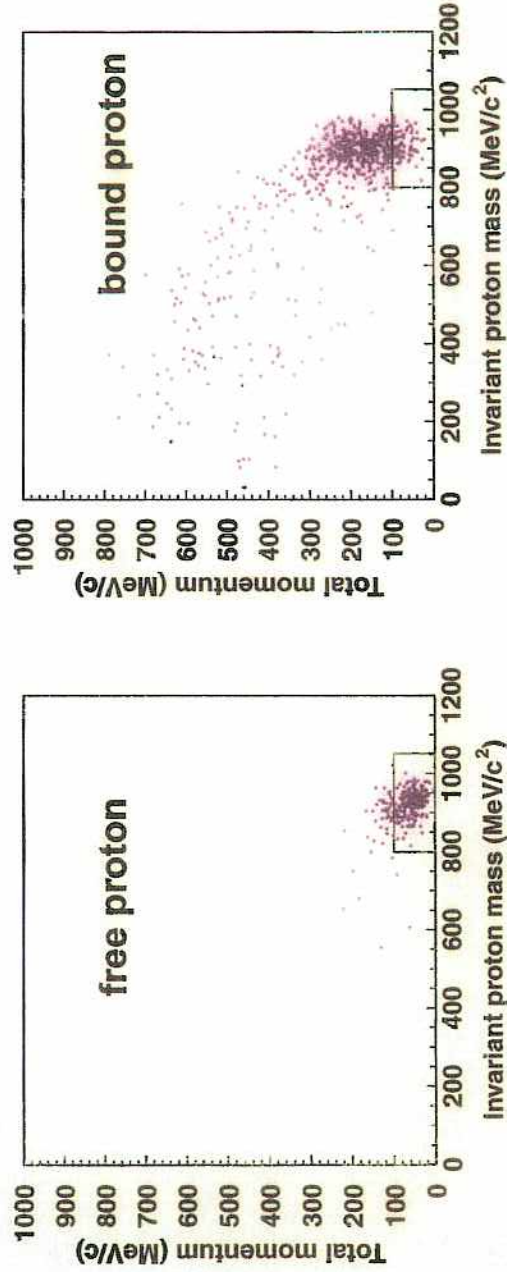 free proton
Total momentum (MeV/c)
1000
900
800
700
600
500
400
300
200
100
0
0 200 400 600 800 1000 1200
Invariant proton mass (MeV/c²)
bound proton
Total momentum (MeV/c)
1000
900
800
700
600
500
400
300
200
100
0
0 200 400 600 800 1000 1200
Invariant proton mass (MeV/c²)